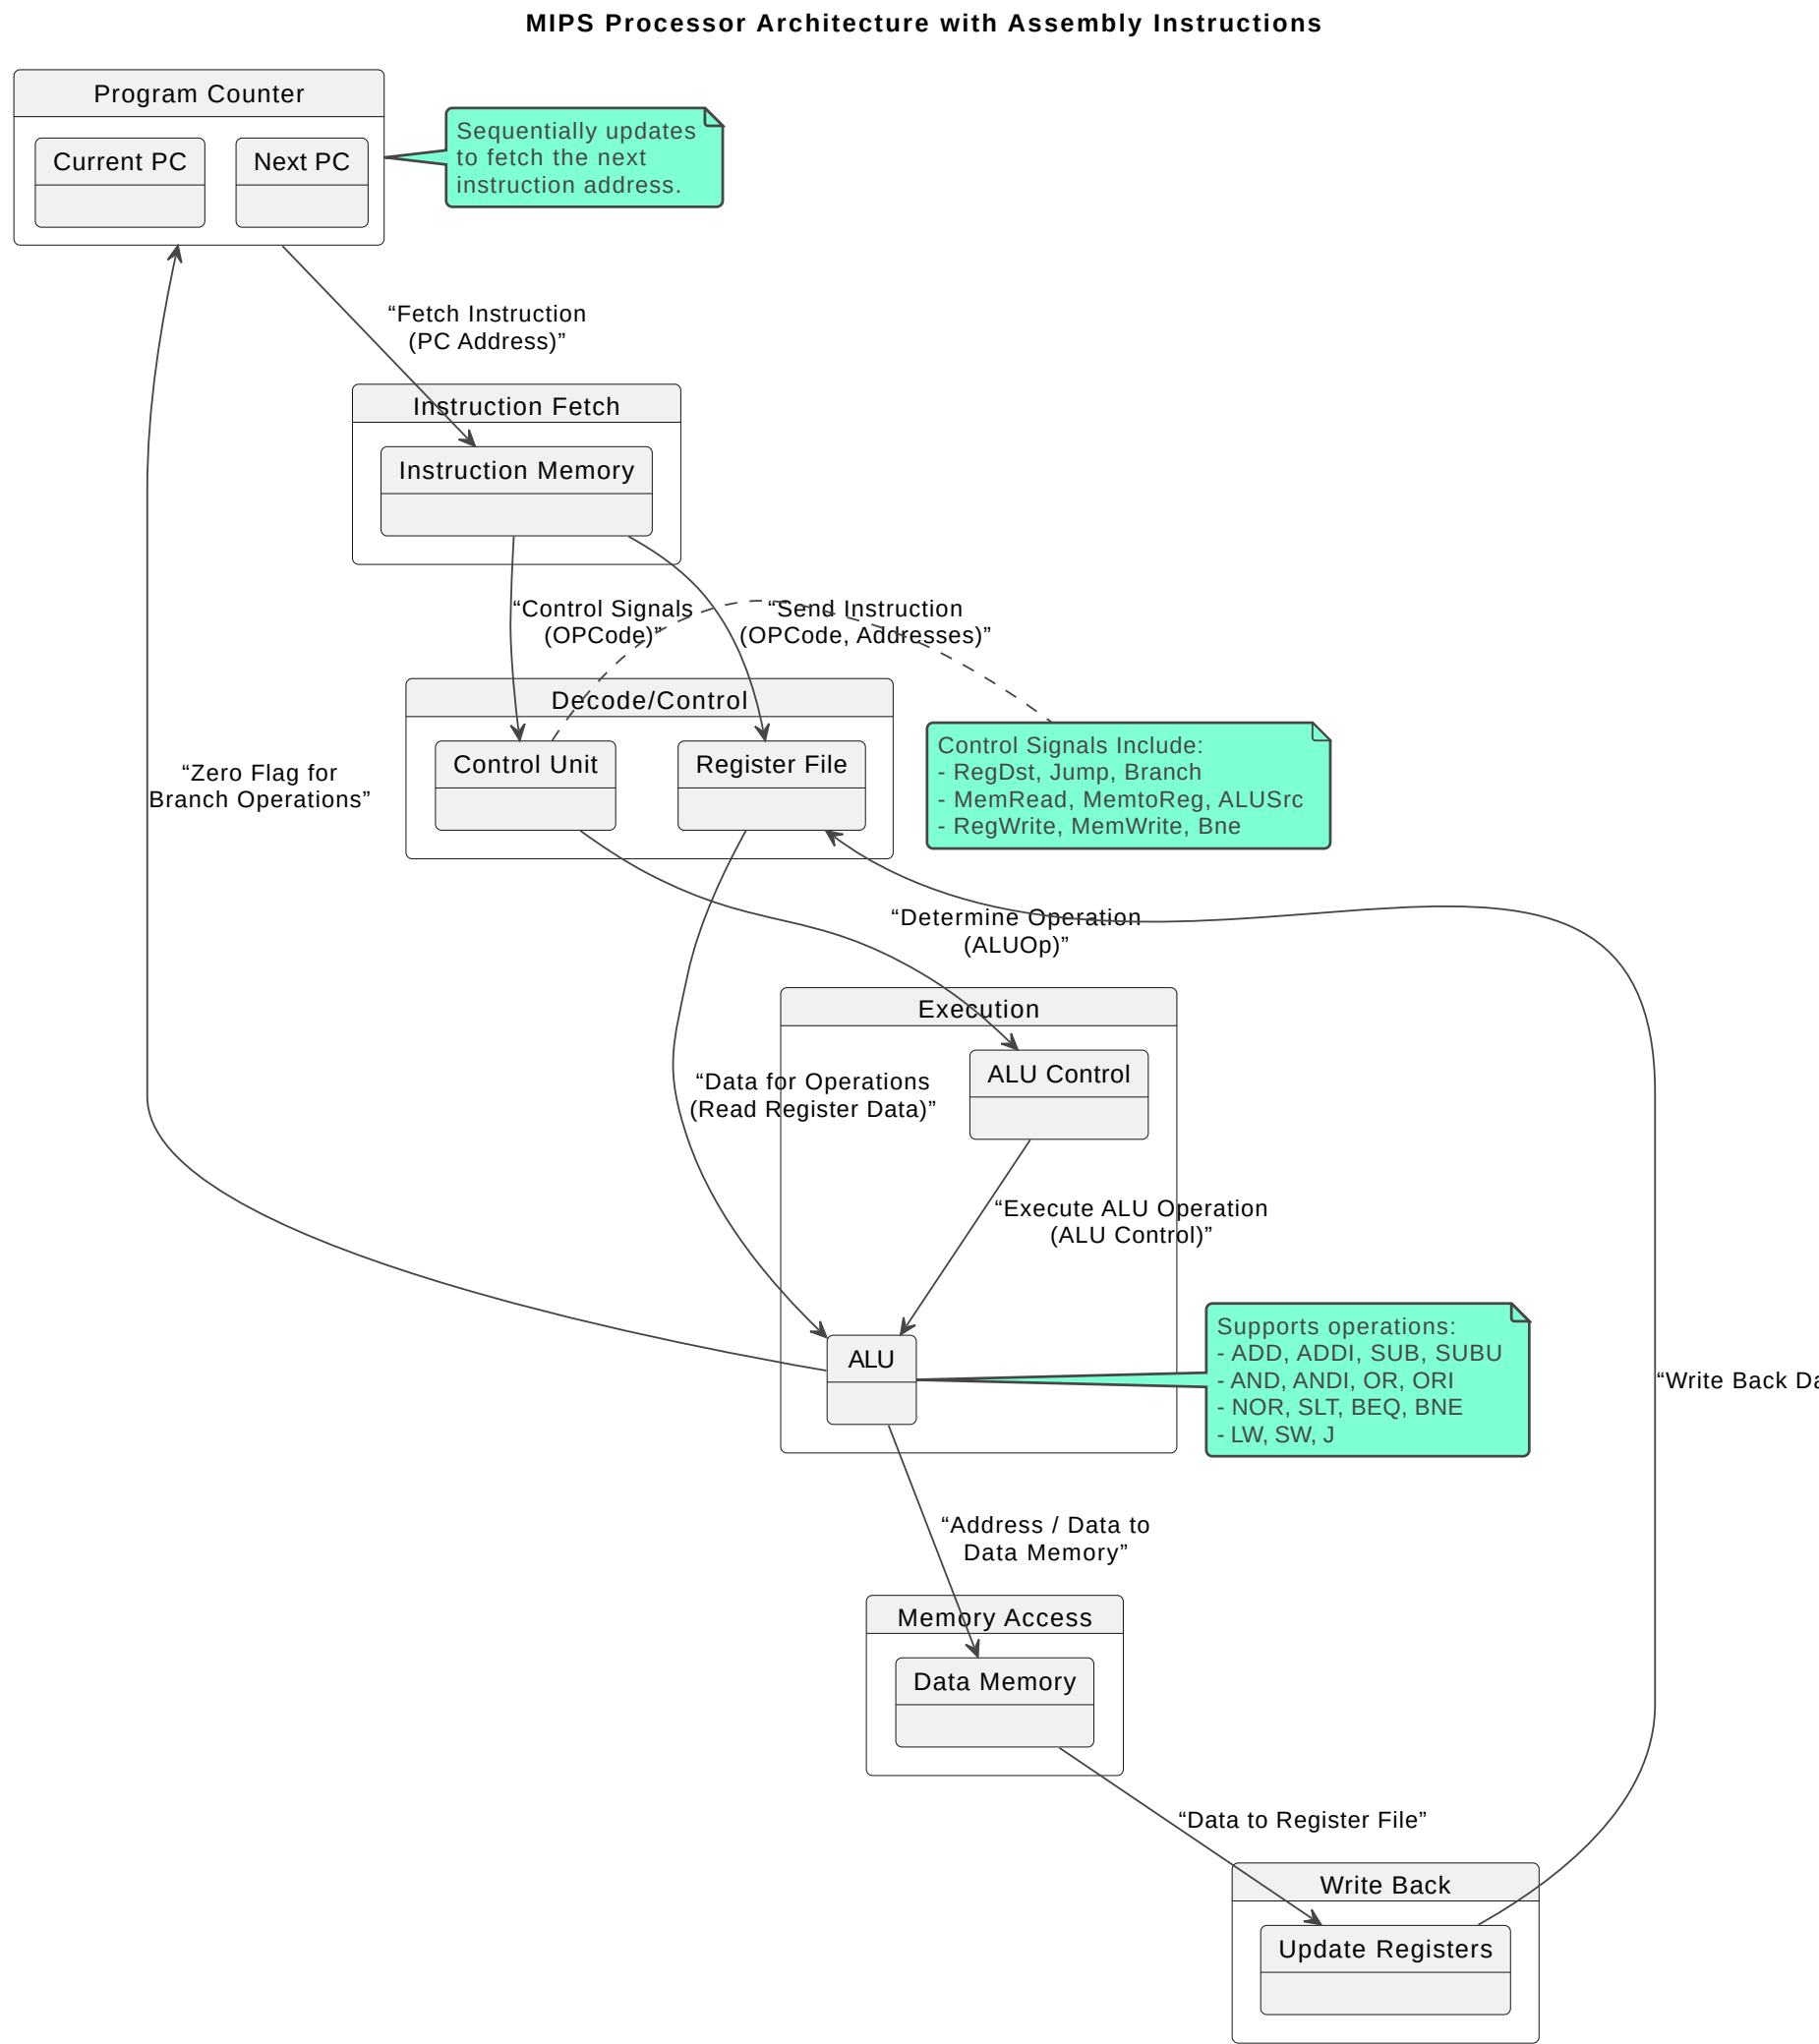 MIPS Processor Architecture with Assembly Instructions
Program Counter
Current PC
Next PC
Sequentially updates
to fetch the next
instruction address.
“Fetch Instruction
(PC Address)”
Instruction Fetch
Instruction Memory
“Control Signals
(OPCode)”
“Send Instruction
(OPCode, Addresses)”
Decode/Control
Control Unit
Register File
Control Signals Include:
- RegDst, Jump, Branch
- MemRead, MemtoReg, ALUSrc
- RegWrite, MemWrite, Bne
“Zero Flag for
Branch Operations”
“Determine Operation
(ALUOp)”
Execution
ALU Control
“Data for Operations
(Read Register Data)”
“Execute ALU Operation
(ALU Control)”
ALU
Supports operations:
- ADD, ADDI, SUB, SUBU
- AND, ANDI, OR, ORI
- NOR, SLT, BEQ, BNE
- LW, SW, J
“Write Back
“Address / Data to
Data Memory”
Memory Access
Data Memory
“Data to Register File”
Write Back
Update Registers